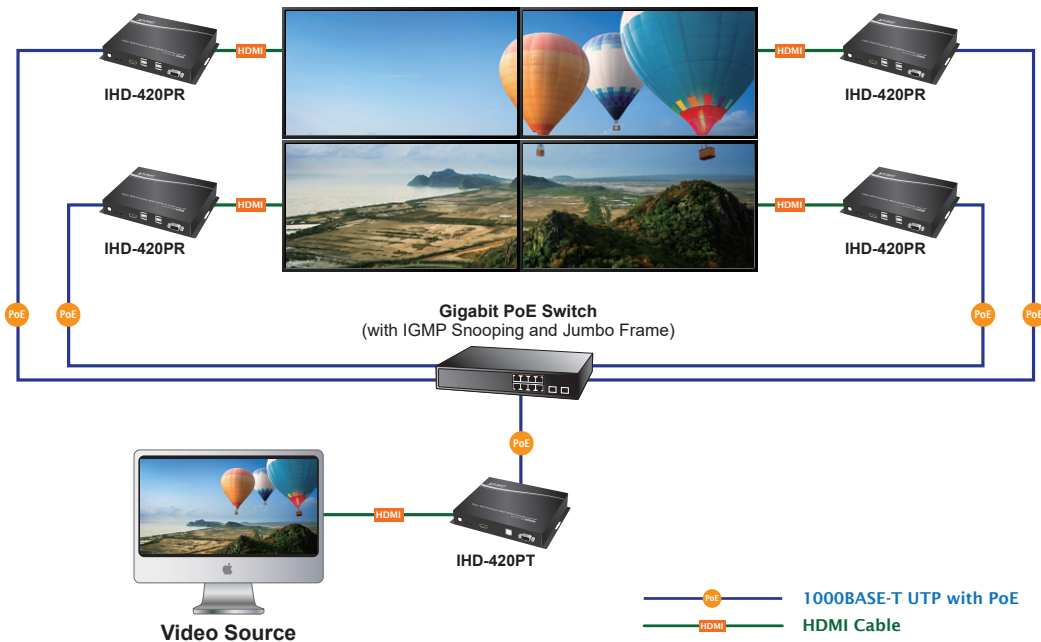 HDMI
HDMI
IHD-420PR
IHD-420PR
HDMI
HDMI
IHD-420PR
IHD-420PR
PoE
PoE
PoE
PoE
Gigabit PoE Switch
(with IGMP Snooping and Jumbo Frame)
PoE
HDMI
IHD-420PT
Video Source
PoE 1000BASE-T UTP with PoE
HDMI HDMI Cable